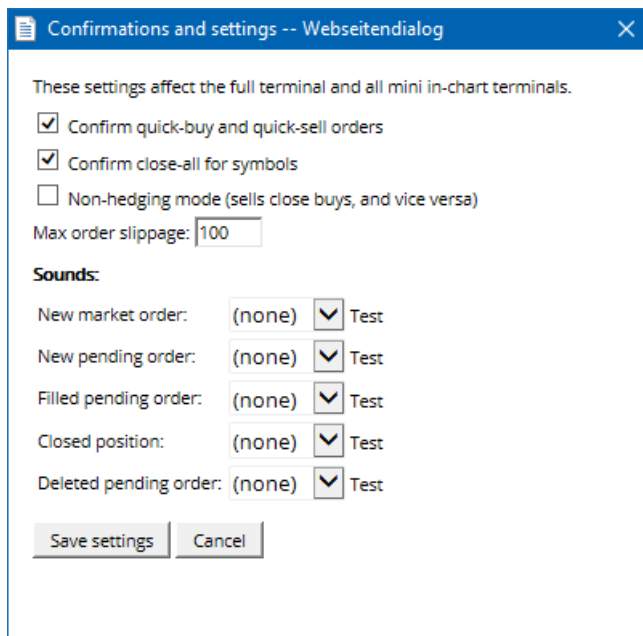 Confirmations and settings -- Webseitendialog
These settings affect the full terminal and all mini in-chart terminals.
Confirm quick-buy and quick-sell orders
Confirm close-all for symbols
Non-hedging mode (sells close buys, and vice versa)
Max order slippage: 100
Sounds:
New market order: (none) Test
New pending order: (none) Test
Filled pending order: (none) Test
Closed position: (none) Test
Deleted pending order: (none) Test
Save settings Cancel